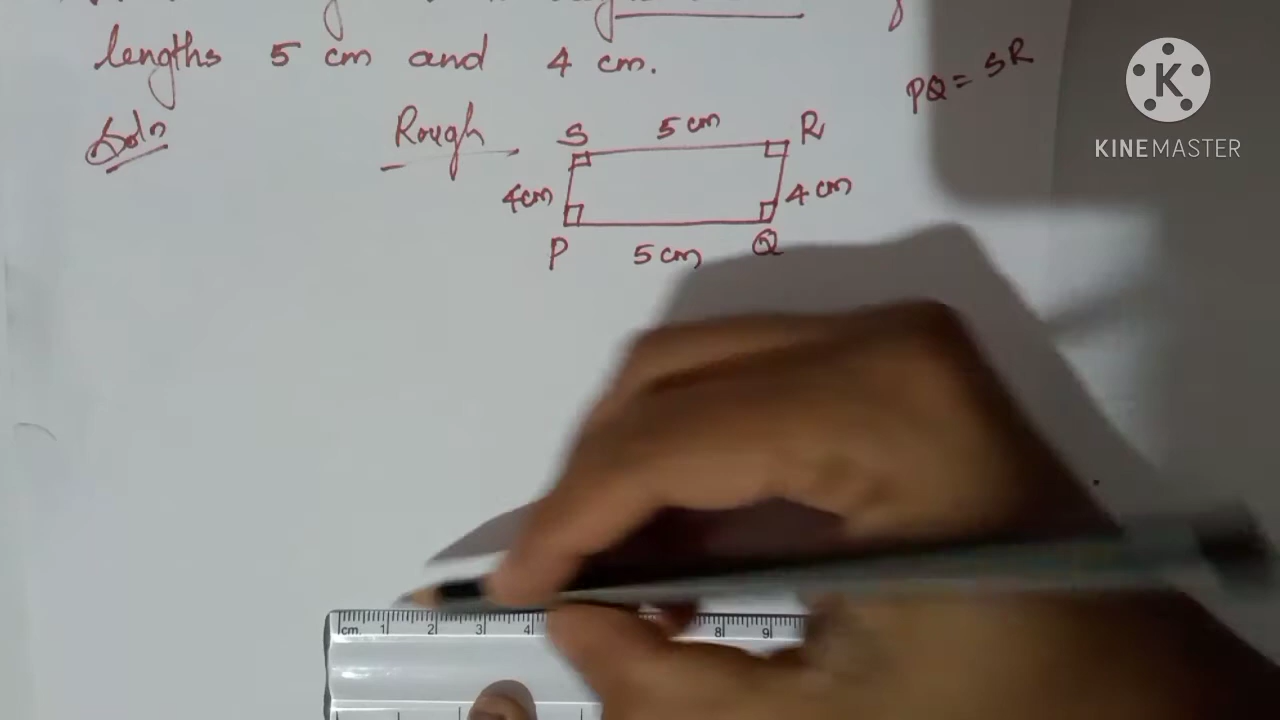 lengths 5 cm and 4 cm.
PQ = SR
K
KINEMASTER
Soln
Rough
S 5 cm R
4cm 4 cm
P 5 cm Q
cm. 1 2 3 4 8 9